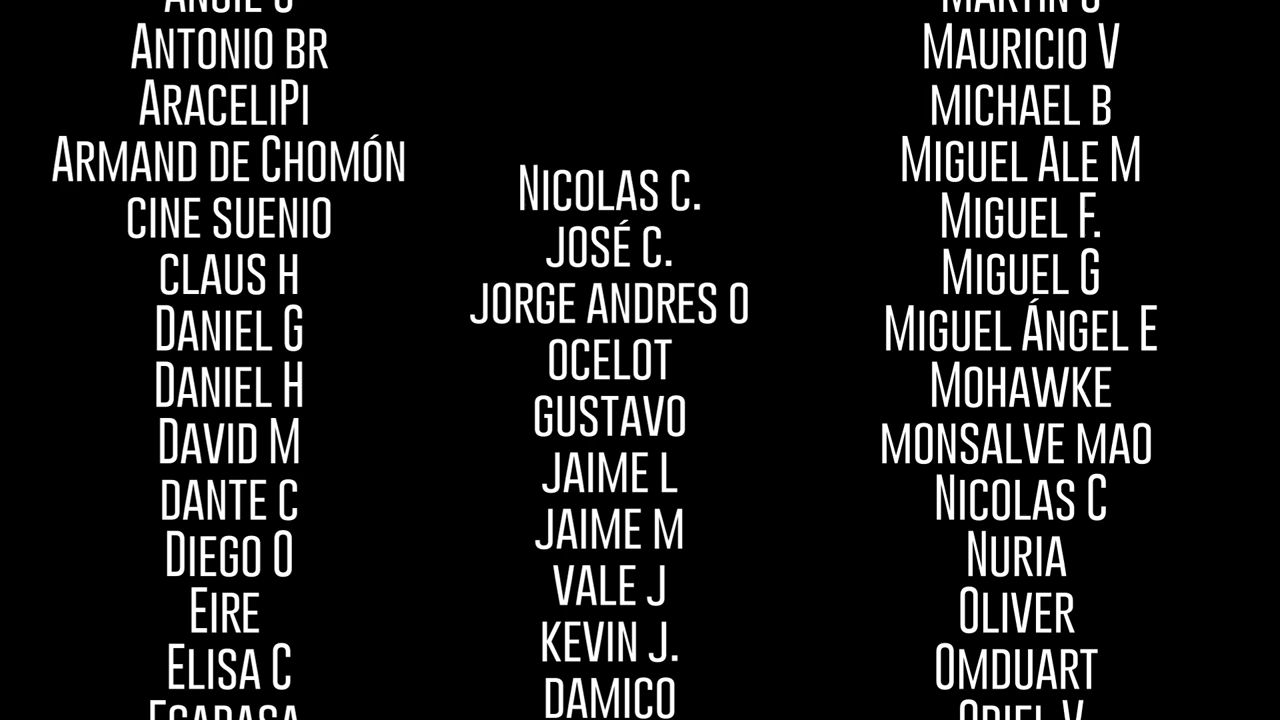 Antonio br
AraceliPi
Armand de Chomón
cine suenio
claus h
Daniel G
Daniel H
David M
dante c
Diego O
Eire
Elisa C
Nicolas c.
josé c.
jorge andres o
ocelot
gustavo
jaime l
jaime m
vale j
kevin j.
damico
Martin
Mauricio V
michael b
Miguel Ale M
Miguel F.
Miguel G
Miguel Ángel E
Mohawke
monsalve mao
Nicolas C
Nuria
Oliver
Omduart